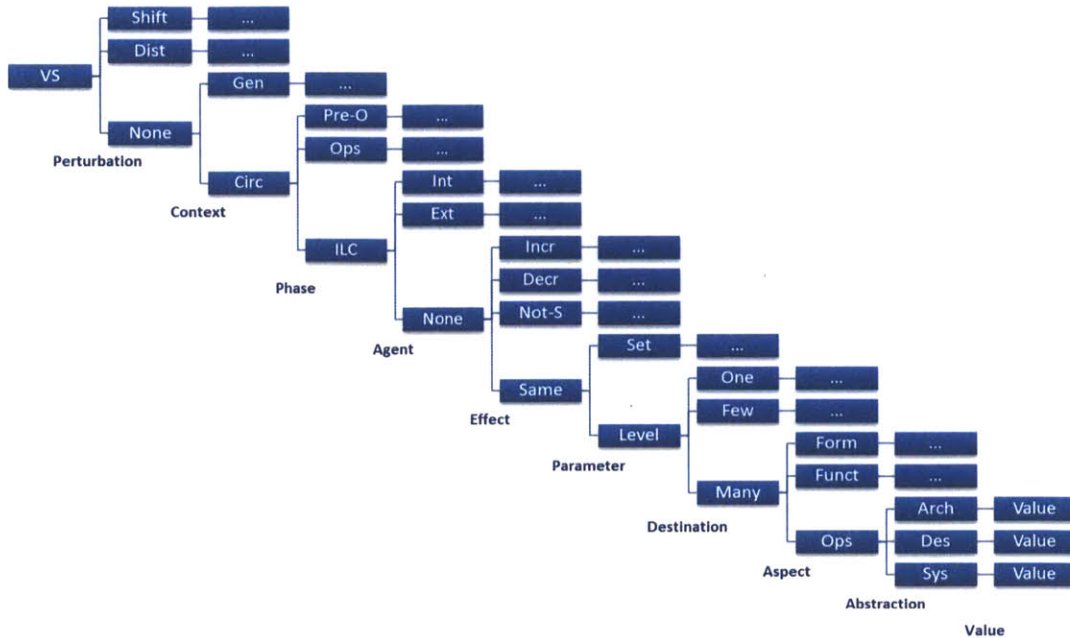 Shift ...
Dist ...
VS
Gen ...
None
Perturbation
Pre-O ...
Ops ...
Circ
Context
Int ...
Ext ...
ILC
Phase
Incr ...
Decr ...
Not-S ...
None
Agent
Set ...
Same
Effect
One ...
Few ...
Level
Parameter
Form ...
Funct ...
Many
Destination
Arch Value
Ops Des Value
Aspect
Sys Value
Abstraction
Value